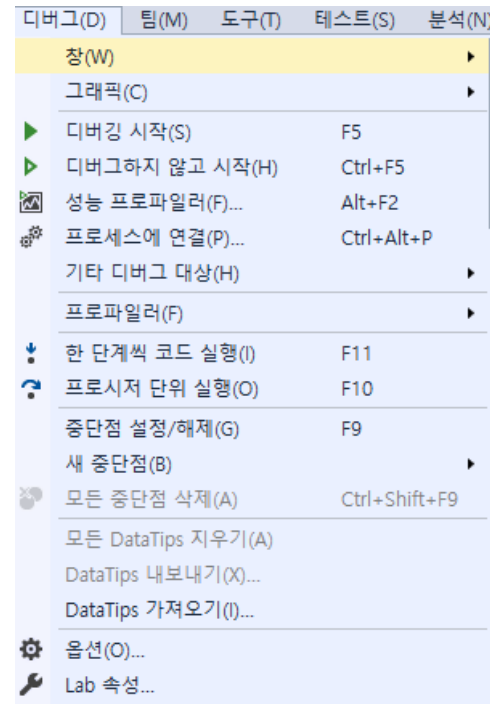 디버그(D) 팀(M) 도구(T) 테스트(S) 분석(N)
창(W)
그래픽(C)
디버깅 시작(S) F5
디버그하지 않고 시작(H) Ctrl+F5
성능 프로파일러(F)... Alt+F2
프로세스에 연결(P)... Ctrl+Alt+P
기타 디버그 대상(H)
프로파일러(F)
한 단계씩 코드 실행(I) F11
프로시저 단위 실행(O) F10
중단점 설정/해제(G) F9
새 중단점(B)
모든 중단점 삭제(A) Ctrl+Shift+F9
모든 DataTips 지우기(A)
DataTips 내보내기(X)...
DataTips 가져오기(I)...
옵션(O)...
Lab 속성...